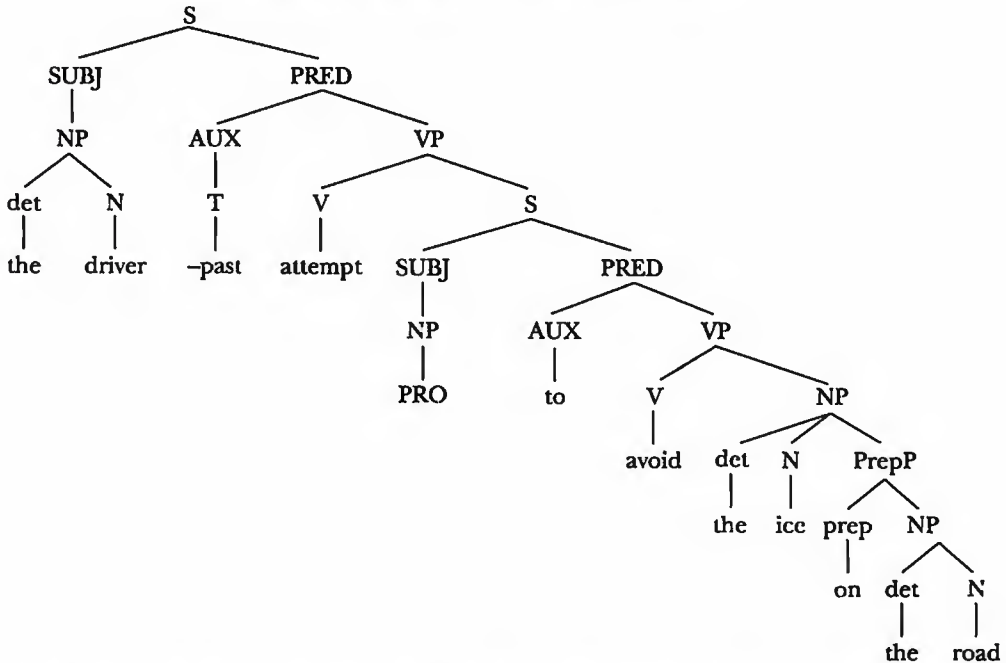 S
SUBJ PRED
NP AUX VP
det N T V S
the driver –past attempt SUBJ PRED
NP AUX VP
PRO to V NP
avoid det N PrepP
the ice prep NP
on det N
the road